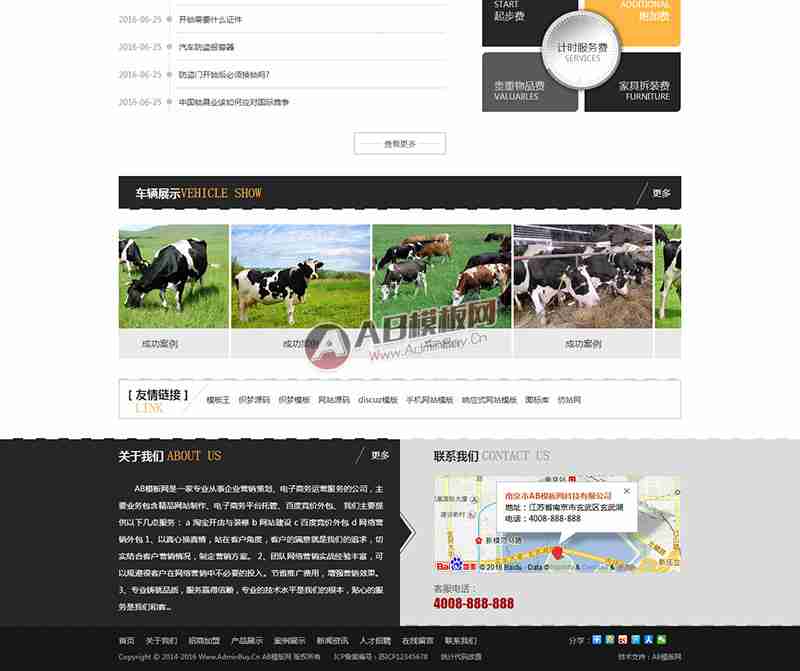 2016-06-25 开锁需要什么证件
2016-06-25 汽车防盗报警器
2016-06-25 防盗门开锁后必须换锁吗?
2016-06-25 中国锁具业该如何应对国际竞争
START
起步费
ADDITIONAL
附加费
计时服务费
SERVICES
贵重物品费
VALUABLES
家具拆装费
FURNITURE
查看更多
车辆展示VEHICLE SHOW
更多
成功案例
成功案例
AB模板网
Www.AdminBuy.Cn
[ 友情链接 ]
LINK
模板王 织梦源码 织梦模板 网站源码 discuz模版 手机网站模版 响应式网站模版 图标库 仿站网
关于我们 ABOUT US
更多
AB模板网是一家专业从事企业营销策划、电子商务运营服务的公司，主
要业务包含精品网站制作、电子商务平台托管、百度竞价外包、 我们主要提
供以下几点服务： a 淘宝开店与装修 b 网站建设 c 百度竞价外包 d 网络营
销外包 1、以真心换真情，站在客户角度，客户的满意就是我们的追求，切
实结合客户营销情况，制定营销方案。 2、团队网络营销实战经验丰富，可
以规避很客户在网络营销中不必要的投入。节省推广费用，增强营销效果。
3、专业铸就品质，服务赢得信赖，专业的技术水平是我们的根本，贴心的服
务是我们和客...
联系我们 CONTACT US
南京市AB模板网科技有限公司
地址：江苏省南京市玄武区玄武湖
电话：4008-888-888
新模范马路
Baidu 百度
© 2016 Baidu - Data ©
客服电话：
4008-888-888
首页 关于我们 招商加盟 产品展示 案例展示 新闻资讯 人才招聘 在线留言 联系我们
分享：
Copyright © 2014-2016 Www.AdminBuy.Cn AB模板网 版权所有 ICP备案编号：苏ICP12345678 统计代码放置
技术支持：AB模板网